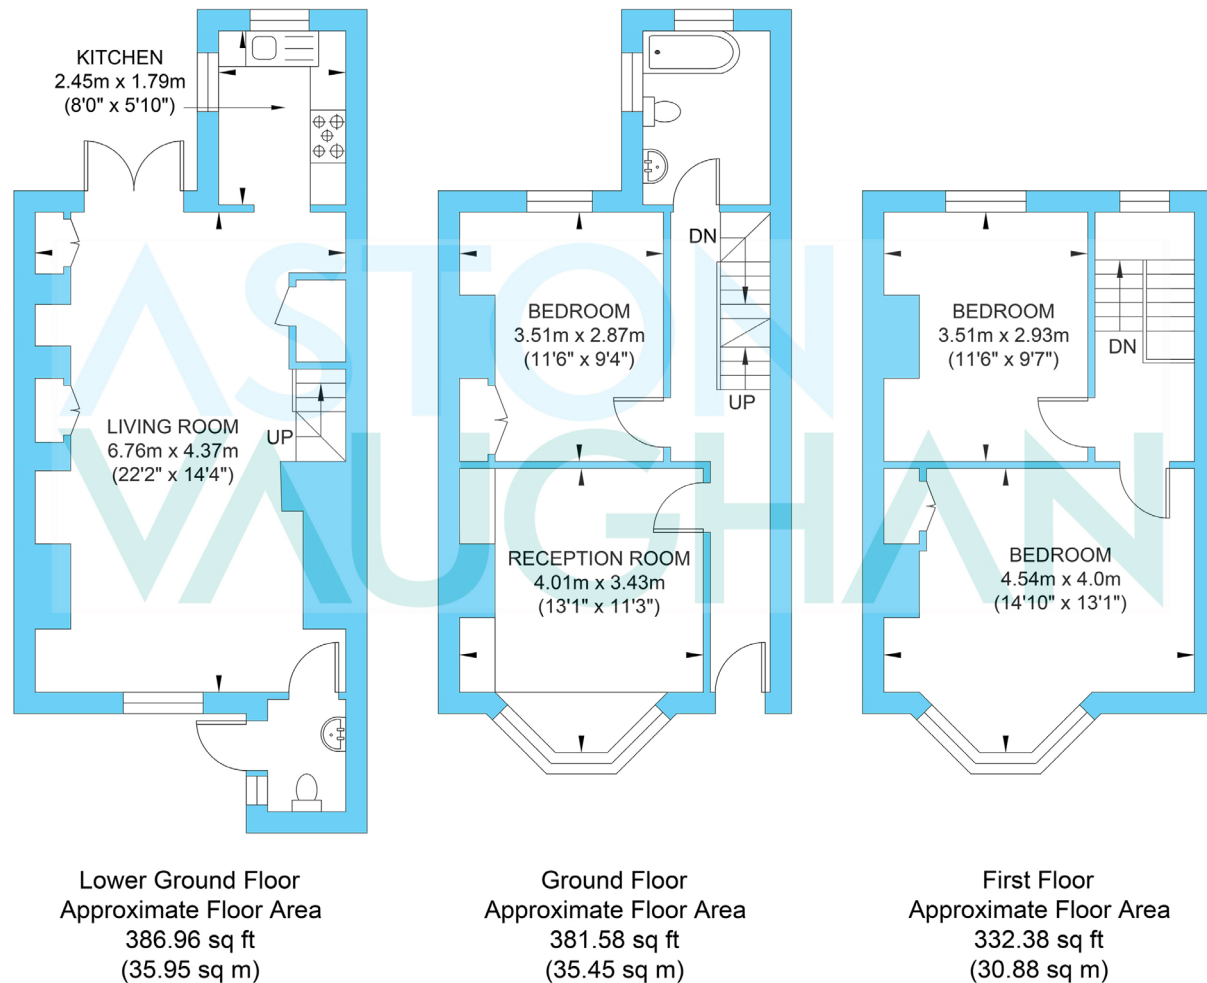 KITCHEN
2.45m x 1.79m
(8'0" x 5'10")
LIVING ROOM
6.76m x 4.37m
(22'2" x 14'4")
UP
Lower Ground Floor
Approximate Floor Area
386.96 sq ft
(35.95 sq m)
DN
BEDROOM
3.51m x 2.87m
(11'6" x 9'4")
UP
RECEPTION ROOM
4.01m x 3.43m
(13'1" x 11'3")
Ground Floor
Approximate Floor Area
381.58 sq ft
(35.45 sq m)
BEDROOM
3.51m x 2.93m
(11'6" x 9'7")
DN
BEDROOM
4.54m x 4.0m
(14'10" x 13'1")
First Floor
Approximate Floor Area
332.38 sq ft
(30.88 sq m)
ASTON
VAUGHAN